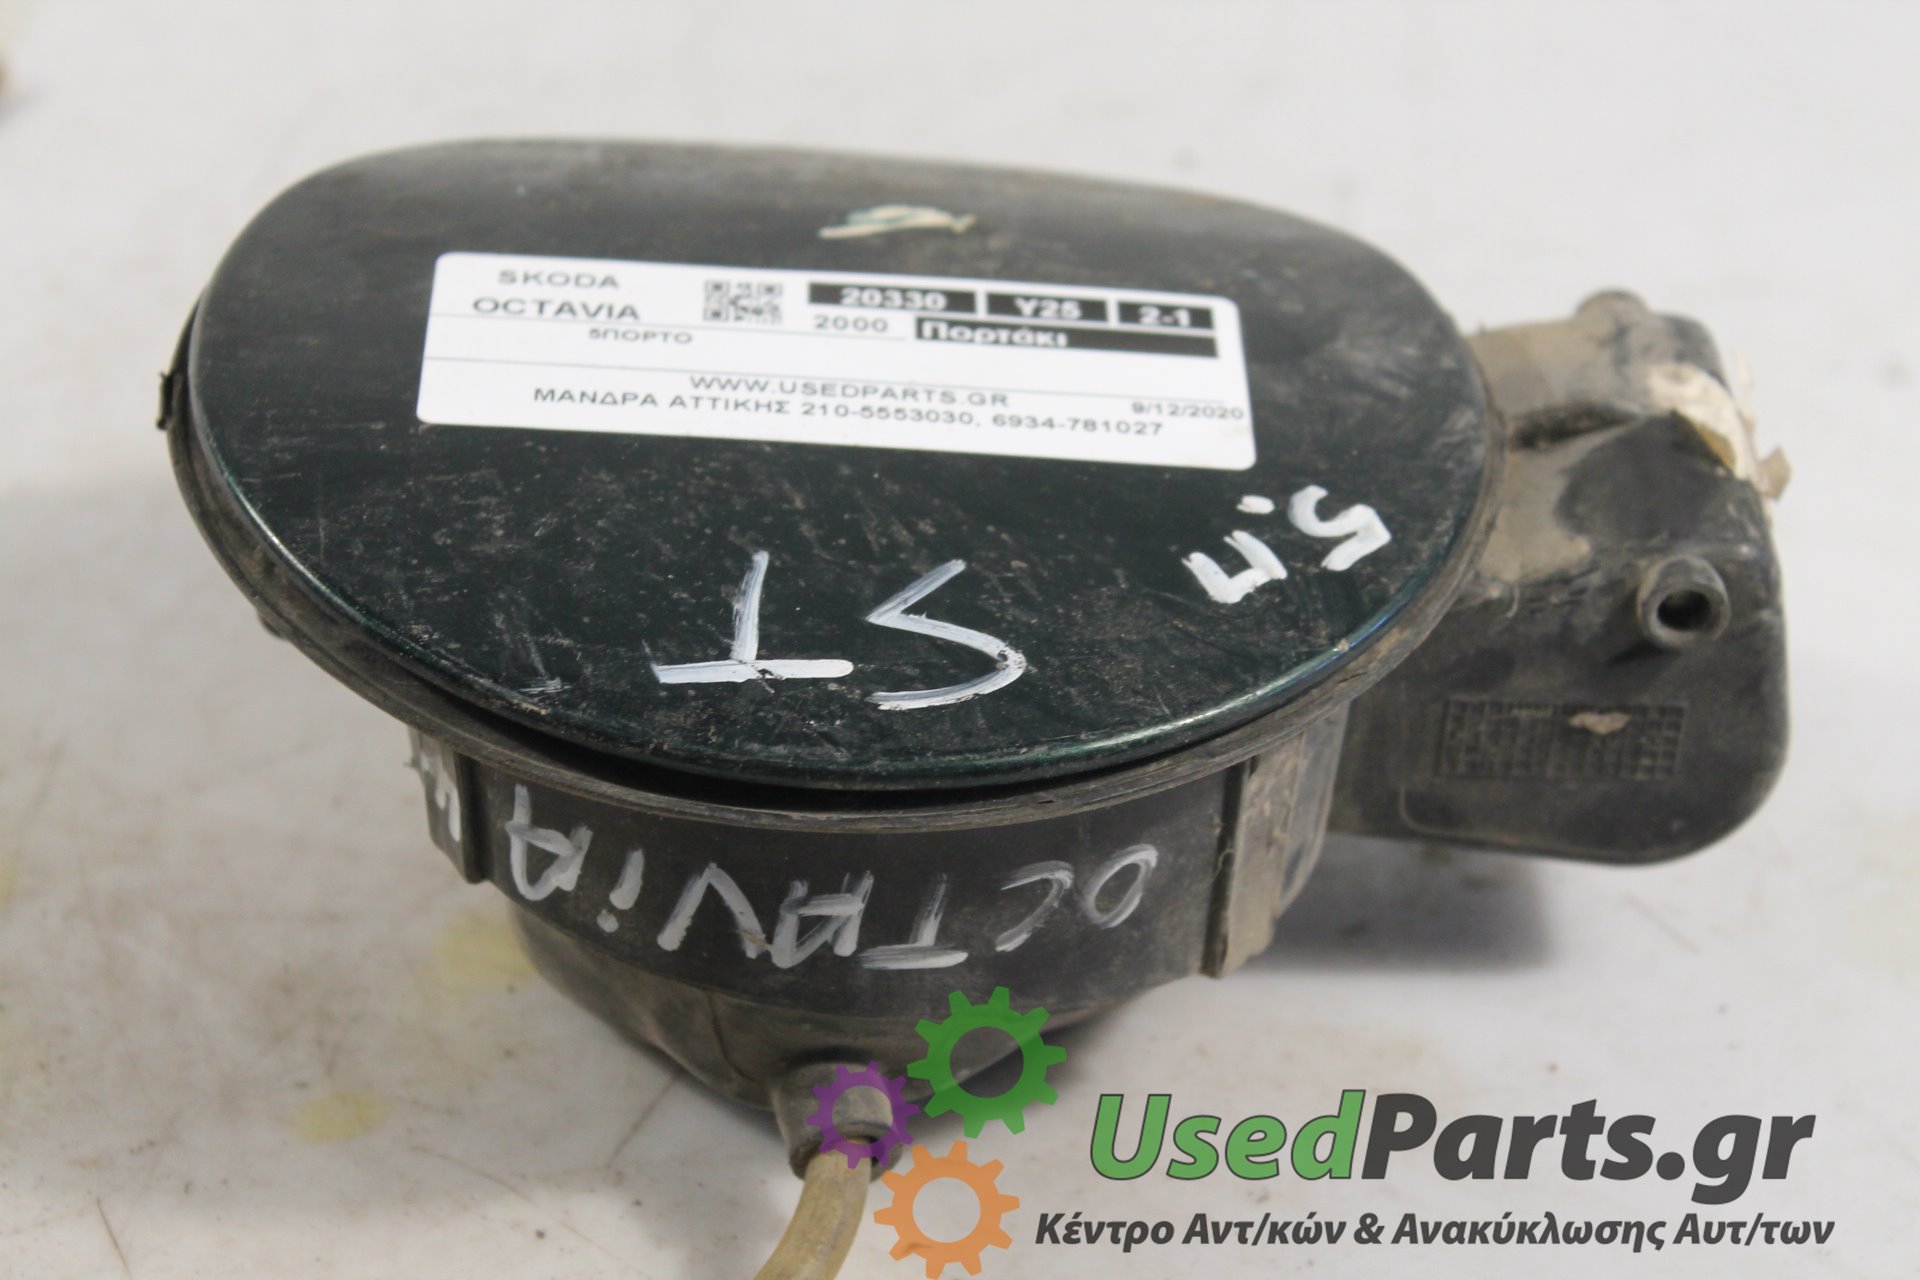 SKODA
OCTAVIA
20330 Y25 2-1
2000 Πορτάκι
5ΠΟΡΤΟ
WWW.USEDPARTS.GR
9/12/2020
ΜΑΝΔΡΑ ΑΤΤΙΚΗΣ 210-5553030, 6934-781027
5.Π
ST
OCTAViA
UsedParts.gr
Κέντρο Αντ/κών & Ανακύκλωσης Αυτ/των